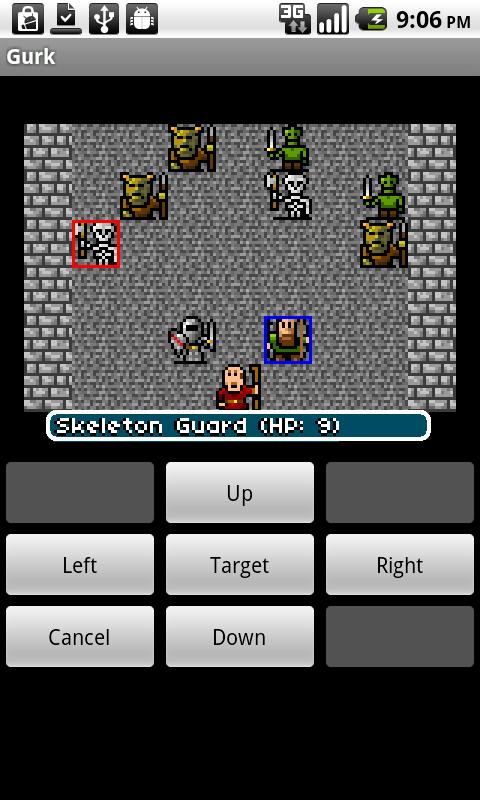 3G 9:06 PM
Gurk
Skeleton Guard (HP: 9)
Up
Left Target Right
Cancel Down